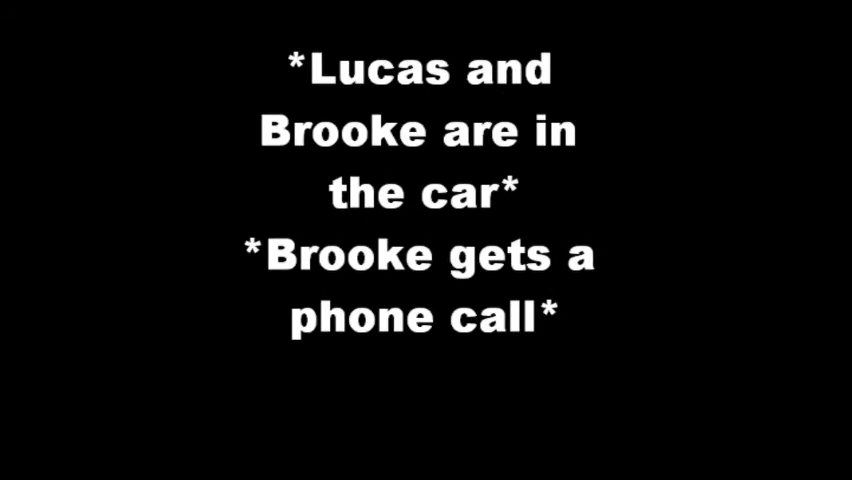 *Lucas and
Brooke are in
the car*
*Brooke gets a
phone call*